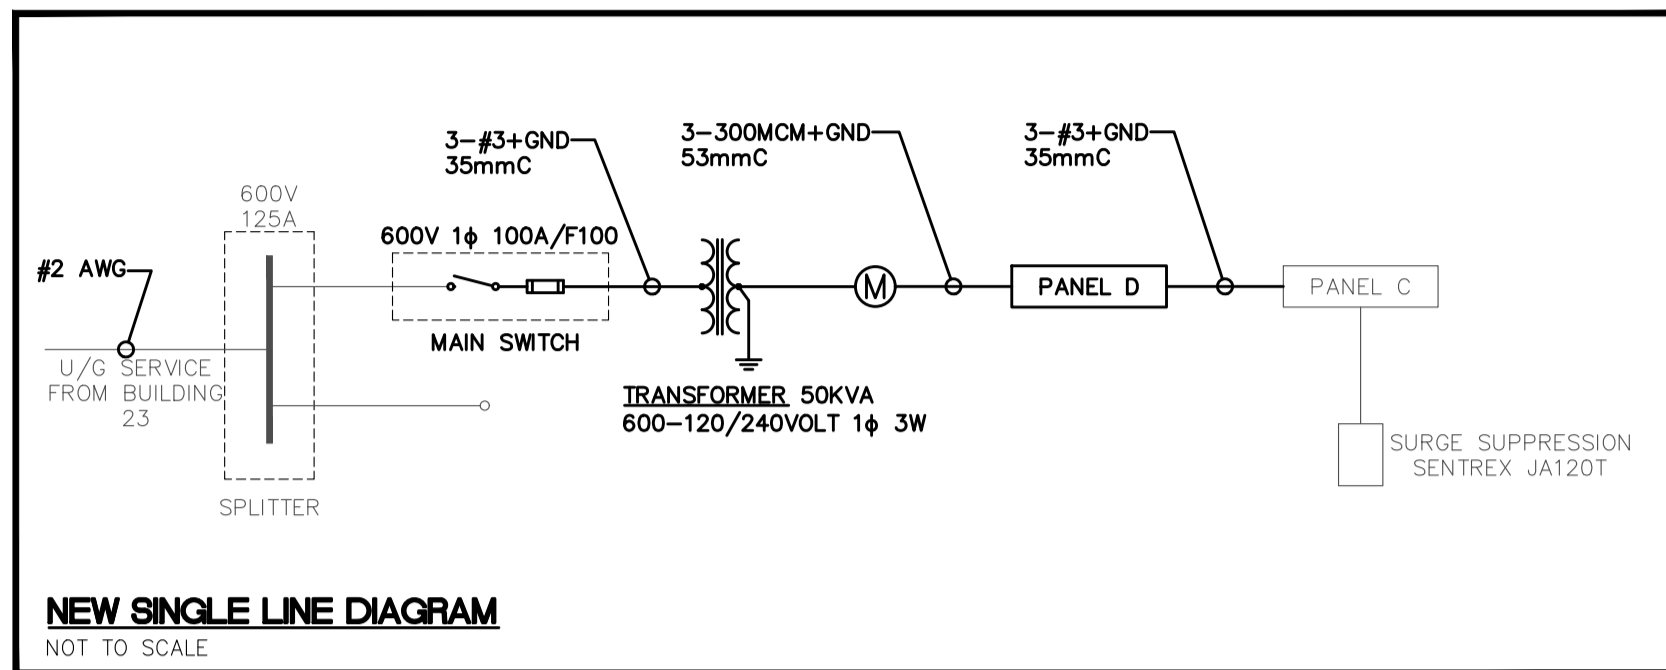 3-#3+GND
35mmC
3-300MCM+GND
53mmC
3-#3+GND
35mmC
600V
125A
600V 1ϕ 100A/F100
#2 AWG
M
PANEL D
PANEL C
MAIN SWITCH
U/G SERVICE
FROM BUILDING
23
TRANSFORMER 50KVA
600-120/240VOLT 1ϕ 3W
SURGE SUPPRESSION
SENTREX JA120T
SPLITTER
NEW SINGLE LINE DIAGRAM
NOT TO SCALE